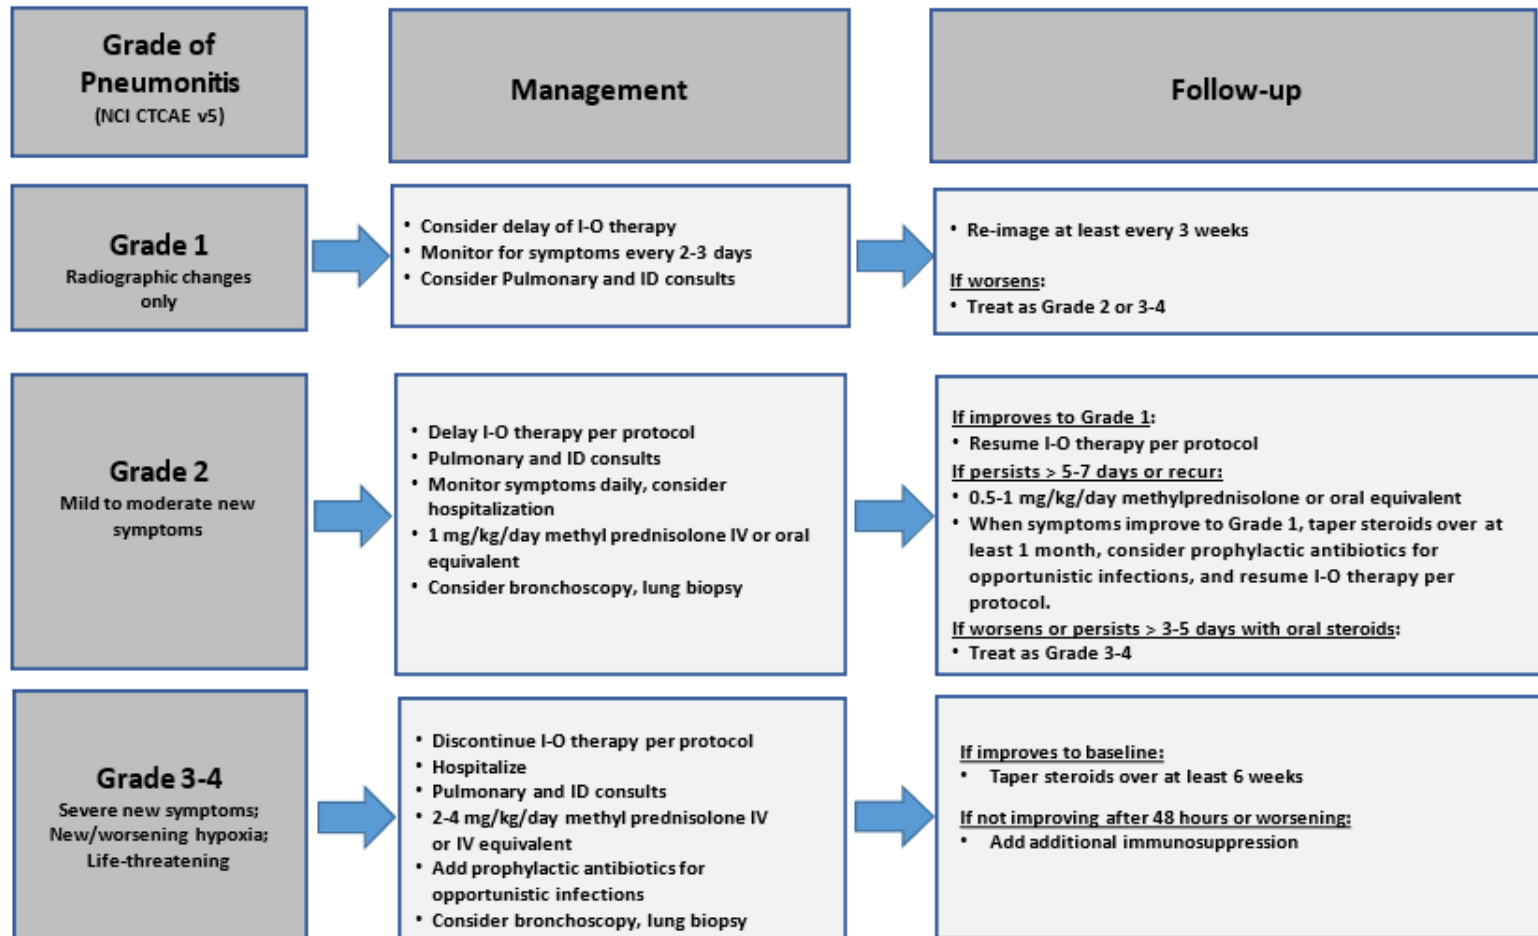 Grade of
Pneumonitis
(NCI CTCAE v5)
Management
Follow-up
Grade 1
Radiographic changes
only
• Consider delay of I-O therapy
• Monitor for symptoms every 2-3 days
• Consider Pulmonary and ID consults
• Re-image at least every 3 weeks
If worsens:
• Treat as Grade 2 or 3-4
Grade 2
Mild to moderate new
symptoms
• Delay I-O therapy per protocol
• Pulmonary and ID consults
• Monitor symptoms daily, consider
hospitalization
• 1 mg/kg/day methyl prednisolone IV or oral
equivalent
• Consider bronchoscopy, lung biopsy
If improves to Grade 1:
• Resume I-O therapy per protocol
If persists > 5-7 days or recur:
• 0.5-1 mg/kg/day methylprednisolone or oral equivalent
• When symptoms improve to Grade 1, taper steroids over at
least 1 month, consider prophylactic antibiotics for
opportunistic infections, and resume I-O therapy per
protocol.
If worsens or persists > 3-5 days with oral steroids:
• Treat as Grade 3-4
Grade 3-4
Severe new symptoms;
New/worsening hypoxia;
Life-threatening
• Discontinue I-O therapy per protocol
• Hospitalize
• Pulmonary and ID consults
• 2-4 mg/kg/day methyl prednisolone IV
or IV equivalent
• Add prophylactic antibiotics for
opportunistic infections
• Consider bronchoscopy, lung biopsy
If improves to baseline:
• Taper steroids over at least 6 weeks
If not improving after 48 hours or worsening:
• Add additional immunosuppression